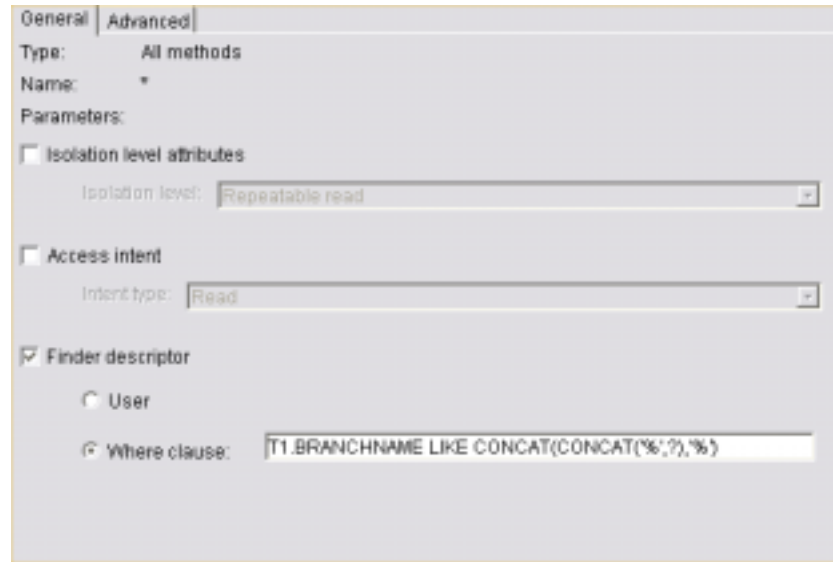 General Advanced
Type: All methods
Name: *
Parameters:
Isolation level attributes
Isolation level: Repeatable read
Access intent
Intent type: Read
Finder descriptor
User
Where clause: T1.BRANCHNAME LIKE CONCAT(CONCAT('%',?),'%')